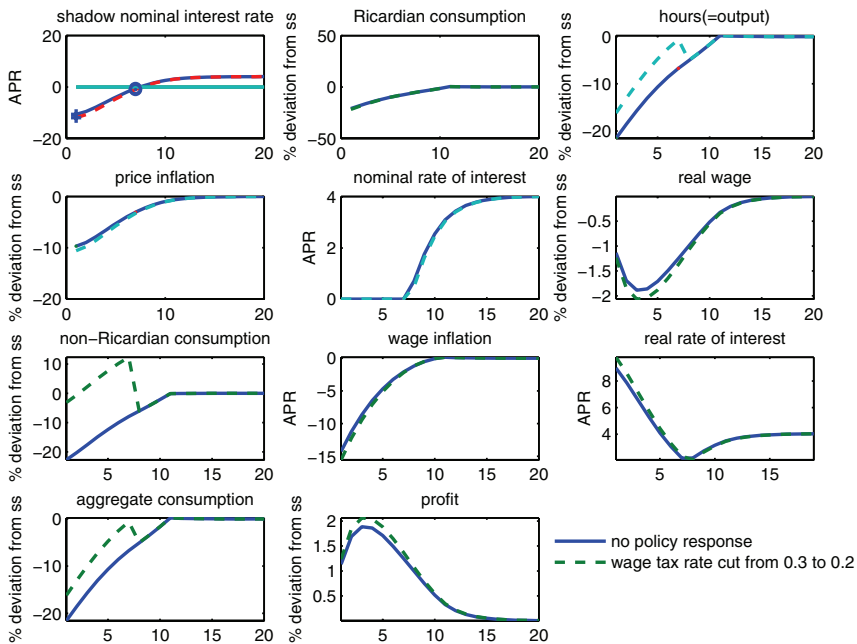 shadow nominal interest rate
20
0
−20
APR
0 10 20
Ricardian consumption
50
0
−50
% deviation from ss
0 10 20
hours(=output)
0
−10
−20
% deviation from ss
5 10 15 20
price inflation
0
−10
−20
% deviation from ss
0 10 20
nominal rate of interest
4
2
0
APR
0 10 20
real wage
−0.5
−1
−1.5
−2
% deviation from ss
5 10 15 20
non−Ricardian consumption
10
0
−10
−20
% deviation from ss
5 10 15 20
wage inflation
0
−5
−10
−15
APR
5 10 15 20
real rate of interest
8
6
4
APR
5 10 15
aggregate consumption
0
−10
−20
% deviation from ss
5 10 15 20
profit
2
1.5
1
0.5
% deviation from ss
5 10 15 20
no policy response
wage tax rate cut from 0.3 to 0.2